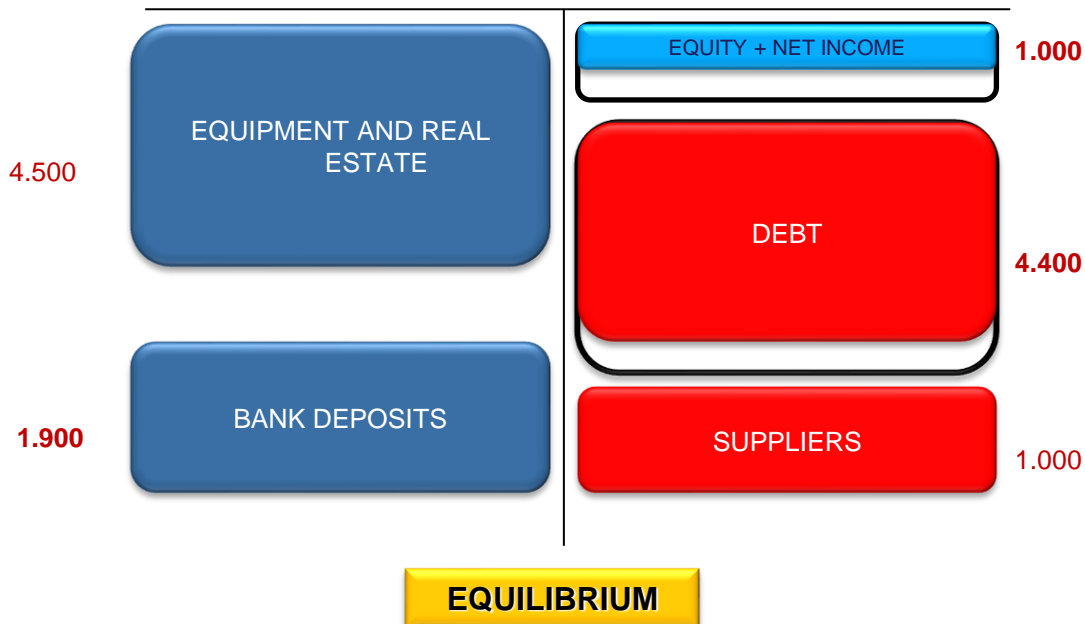 EQUITY + NET INCOME
1.000
EQUIPMENT AND REAL
ESTATE
4.500
DEBT
4.400
BANK DEPOSITS
1.900
SUPPLIERS
1.000
EQUILIBRIUM